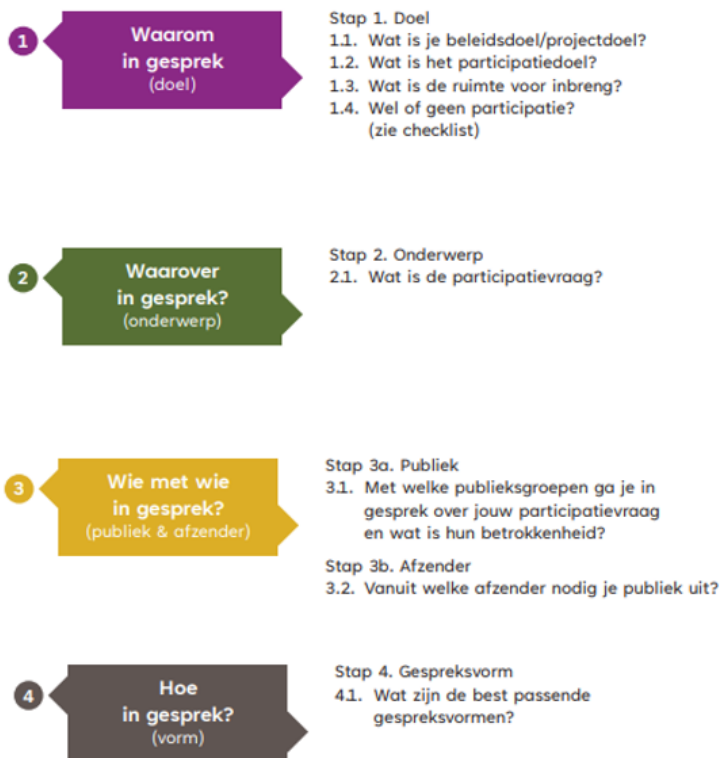 1
Waarom
in gesprek
(doel)
Stap 1. Doel
1.1. Wat is je beleidsdoel/projectdoel?
1.2. Wat is het participatiedoel?
1.3. Wat is de ruimte voor inbreng?
1.4. Wel of geen participatie?
(zie checklist)
2
Waarover
in gesprek?
(onderwerp)
Stap 2. Onderwerp
2.1. Wat is de participatievraag?
3
Wie met wie
in gesprek?
(publiek & afzender)
Stap 3a. Publiek
3.1. Met welke publieksgroepen ga je in
gesprek over jouw participatievraag
en wat is hun betrokkenheid?
Stap 3b. Afzender
3.2. Vanuit welke afzender nodig je publiek uit?
4
Hoe
in gesprek?
(vorm)
Stap 4. Gespreksvorm
4.1. Wat zijn de best passende
gespreksvormen?